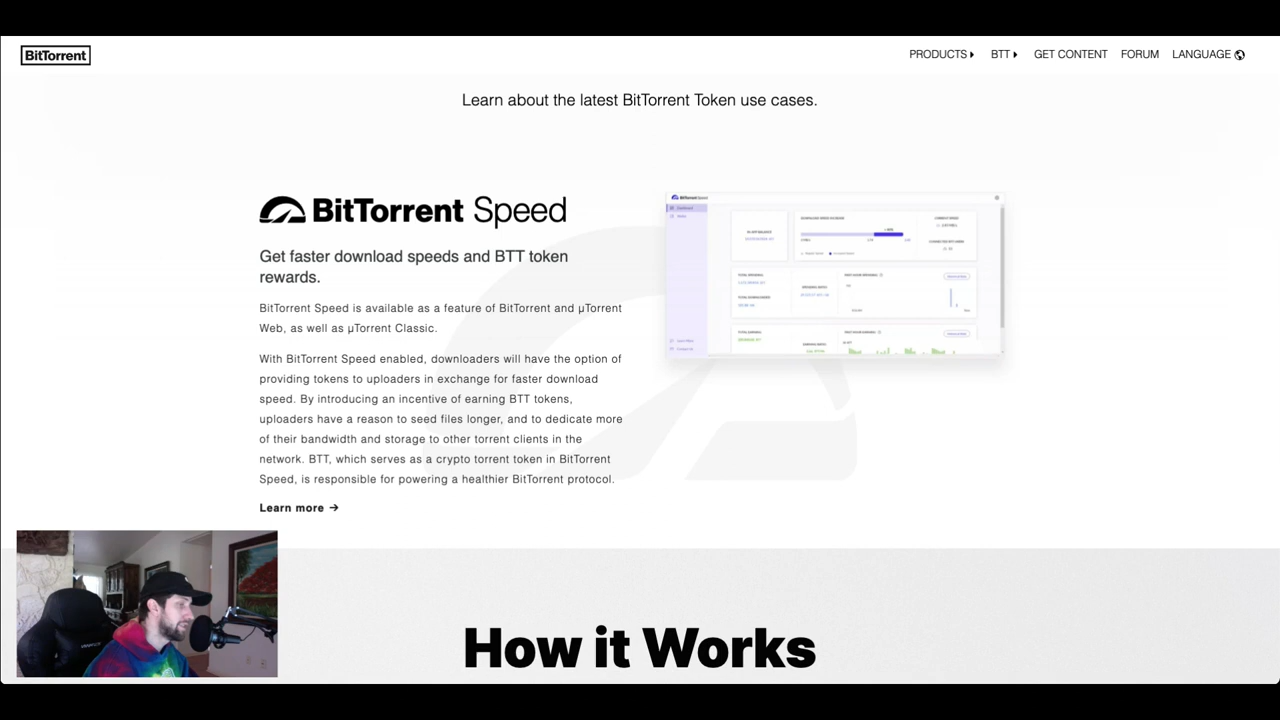 BitTorrent
PRODUCTS BTT GET CONTENT FORUM LANGUAGE
Learn about the latest BitTorrent Token use cases.
BitTorrent Speed
Get faster download speeds and BTT token
rewards.
BitTorrent Speed is available as a feature of BitTorrent and µTorrent
Web, as well as µTorrent Classic.
With BitTorrent Speed enabled, downloaders will have the option of
providing tokens to uploaders in exchange for faster download
speed. By introducing an incentive of earning BTT tokens,
uploaders have a reason to seed files longer, and to dedicate more
of their bandwidth and storage to other torrent clients in the
network. BTT, which serves as a crypto torrent token in BitTorrent
Speed, is responsible for powering a healthier BitTorrent protocol.
Learn more →
BitTorrent Speed
How it Works